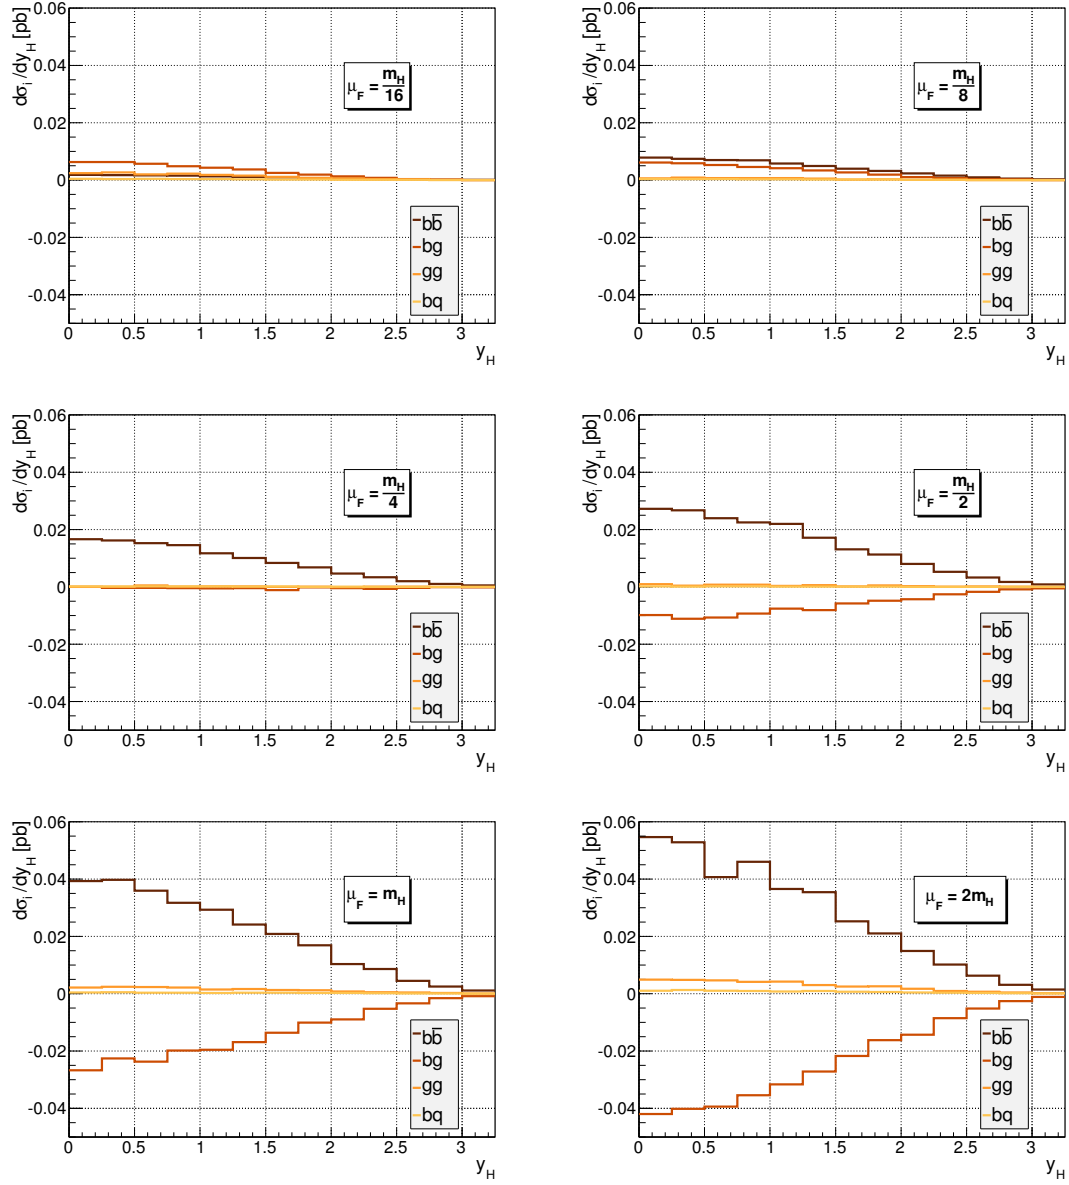 dσ_i/dy_H [pb]
0.06
0.04
0.02
0
-0.02
-0.04
μ_F = m_H/16
bb̅
bg
gg
bq
0 0.5 1 1.5 2 2.5 3
y_H
dσ_i/dy_H [pb]
0.06
0.04
0.02
0
-0.02
-0.04
μ_F = m_H/8
bb̅
bg
gg
bq
0 0.5 1 1.5 2 2.5 3
y_H
dσ_i/dy_H [pb]
0.06
0.04
0.02
0
-0.02
-0.04
μ_F = m_H/4
bb̅
bg
gg
bq
0 0.5 1 1.5 2 2.5 3
y_H
dσ_i/dy_H [pb]
0.06
0.04
0.02
0
-0.02
-0.04
μ_F = m_H/2
bb̅
bg
gg
bq
0 0.5 1 1.5 2 2.5 3
y_H
dσ_i/dy_H [pb]
0.06
0.04
0.02
0
-0.02
-0.04
μ_F = m_H
bb̅
bg
gg
bq
0 0.5 1 1.5 2 2.5 3
y_H
dσ_i/dy_H [pb]
0.06
0.04
0.02
0
-0.02
-0.04
μ_F = 2m_H
bb̅
bg
gg
bq
0 0.5 1 1.5 2 2.5 3
y_H